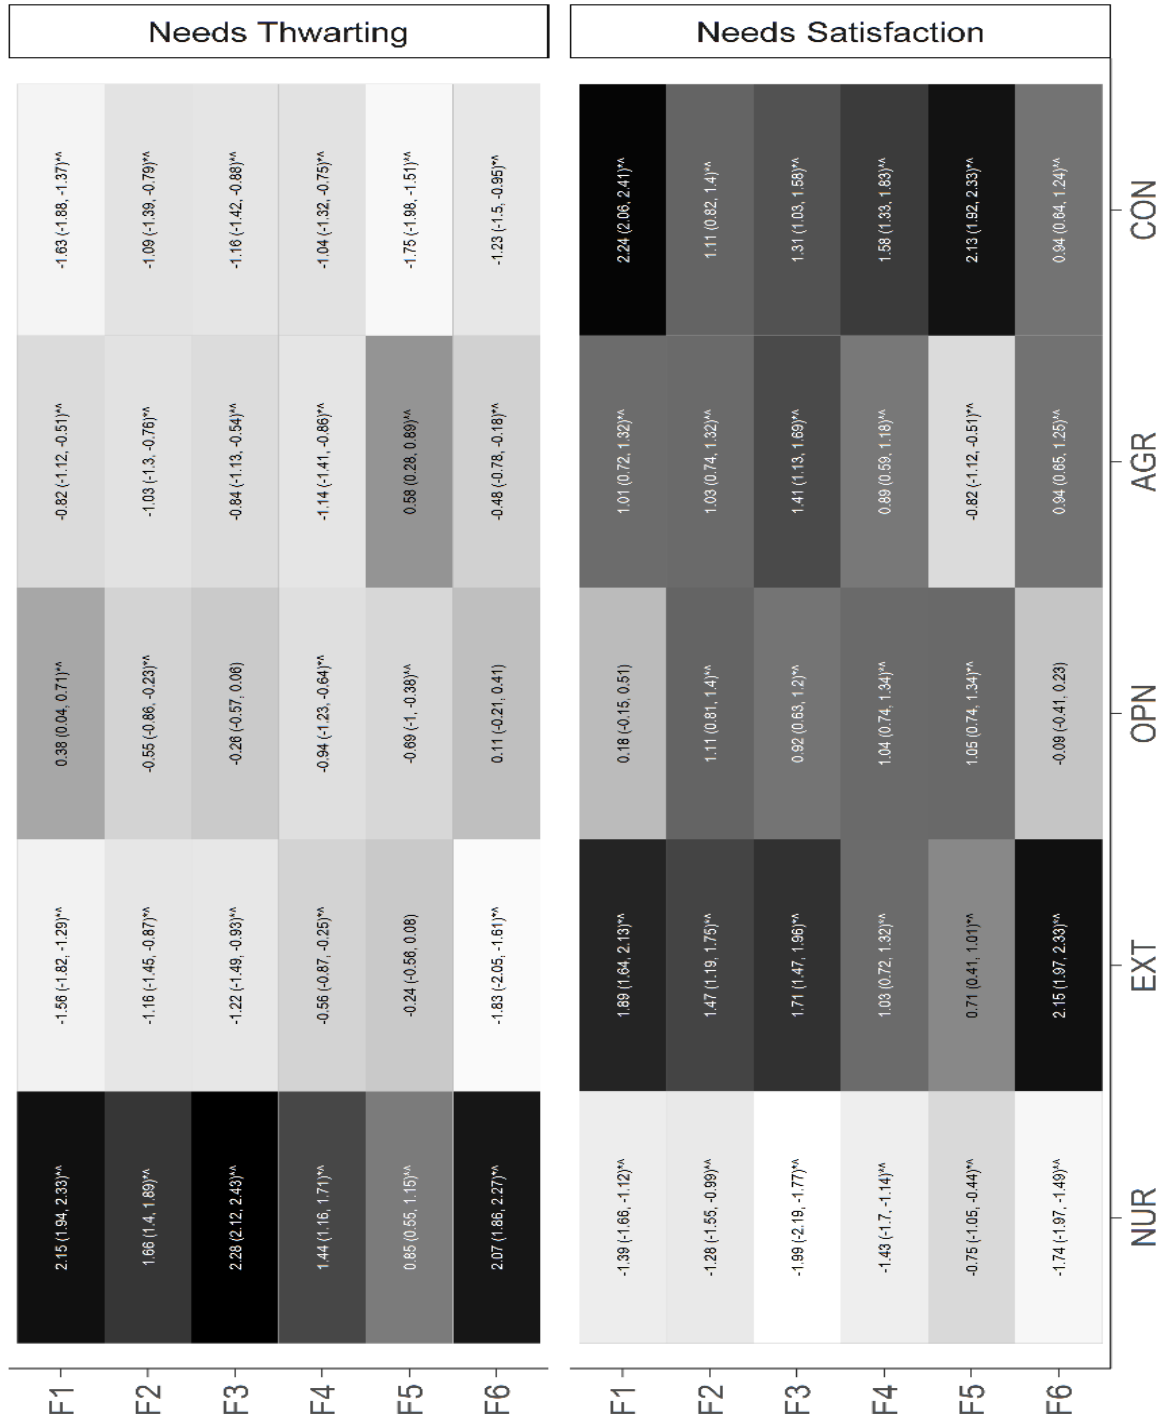 Needs Thwarting
-1.63 (-1.88, -1.37)*^
-1.09 (-1.39, -0.79)*^
-1.16 (-1.42, -0.88)*^
-1.04 (-1.32, -0.75)*^
-1.75 (-1.98, -1.51)*^
-1.23 (-1.5, -0.95)*^
-0.82 (-1.12, -0.51)*^
-1.03 (-1.3, -0.76)*^
-0.84 (-1.13, -0.54)*^
-1.14 (-1.41, -0.86)*^
0.58 (0.28, 0.89)*^
-0.48 (-0.78, -0.18)*^
0.38 (0.04, 0.71)*^
-0.55 (-0.86, -0.23)*^
-0.26 (-0.57, 0.06)
-0.94 (-1.23, -0.64)*^
-0.69 (-1, -0.38)*^
0.11 (-0.21, 0.41)
-1.56 (-1.82, -1.29)*^
-1.16 (-1.45, -0.87)*^
-1.22 (-1.49, -0.93)*^
-0.56 (-0.87, -0.25)*^
-0.24 (-0.56, 0.08)
-1.83 (-2.05, -1.61)*^
2.15 (1.94, 2.33)*^
1.66 (1.4, 1.89)*^
2.28 (2.12, 2.43)*^
1.44 (1.16, 1.71)*^
0.85 (0.55, 1.15)*^
2.07 (1.86, 2.27)*^
F1
F2
F3
F4
F5
F6
Needs Satisfaction
2.24 (2.06, 2.41)*^
1.11 (0.82, 1.4)*^
1.31 (1.03, 1.58)*^
1.58 (1.33, 1.83)*^
2.13 (1.92, 2.33)*^
0.94 (0.64, 1.24)*^
1.01 (0.72, 1.32)*^
1.03 (0.74, 1.32)*^
1.41 (1.13, 1.69)*^
0.89 (0.59, 1.18)*^
-0.82 (-1.12, -0.51)*^
0.94 (0.65, 1.25)*^
0.18 (-0.15, 0.51)
1.11 (0.81, 1.4)*^
0.92 (0.63, 1.2)*^
1.04 (0.74, 1.34)*^
1.05 (0.74, 1.34)*^
-0.09 (-0.41, 0.23)
1.89 (1.64, 2.13)*^
1.47 (1.19, 1.75)*^
1.71 (1.47, 1.96)*^
1.03 (0.72, 1.32)*^
0.71 (0.41, 1.01)*^
2.15 (1.97, 2.33)*^
-1.39 (-1.66, -1.12)*^
-1.28 (-1.55, -0.99)*^
-1.99 (-2.19, -1.77)*^
-1.43 (-1.7, -1.14)*^
-0.75 (-1.05, -0.44)*^
-1.74 (-1.97, -1.49)*^
F1
F2
F3
F4
F5
F6
CON
AGR
OPN
EXT
NUR